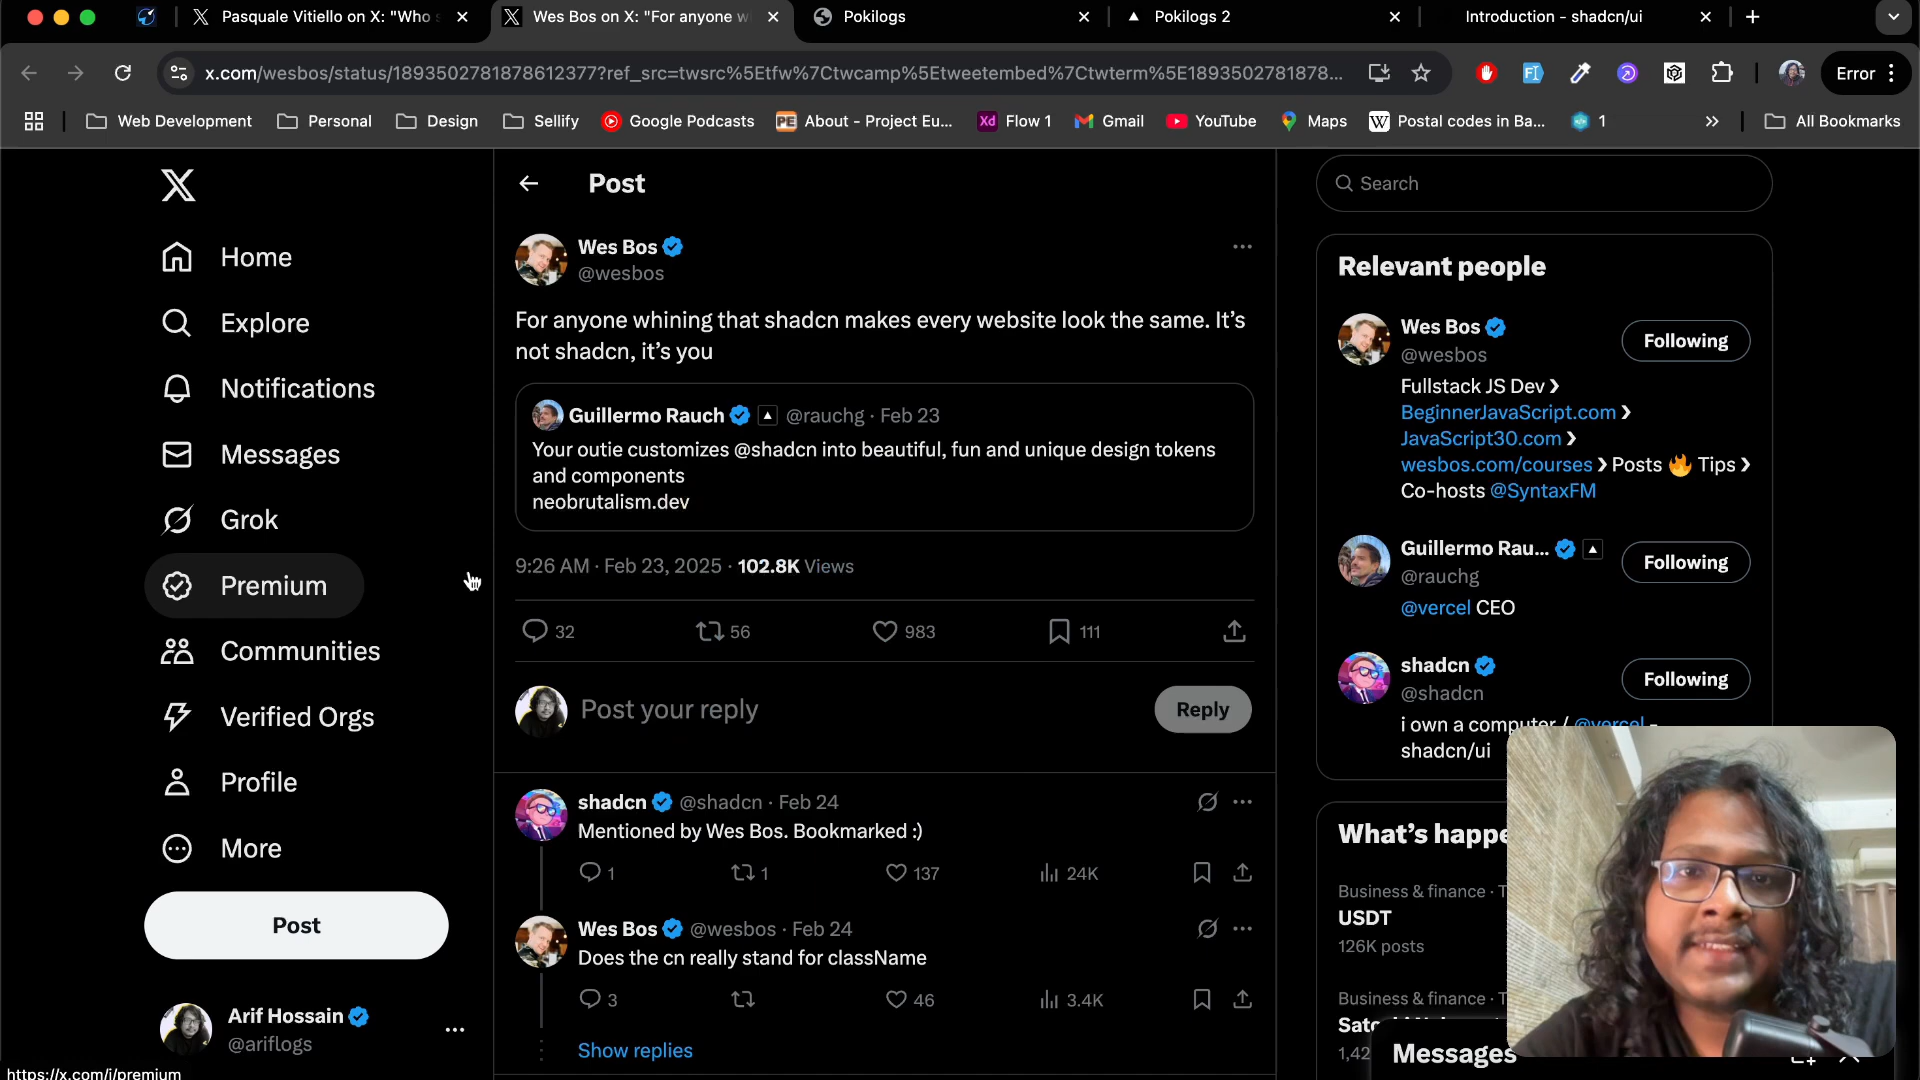 Pasquale Vitiello on X: "Who s
Wes Bos on X: "For anyone w
Pokilogs
Pokilogs 2
Introduction - shadcn/ui
x.com/wesbos/status/1893502781878612377?ref_src=twsrc%5Etfw%7Ctwcamp%5Etweetembed%7Ctwterm%5E1893502781878...
Error
Web Development
Personal
Design
Sellify
Google Podcasts
About - Project Eu...
Flow 1
Gmail
YouTube
Maps
Postal codes in Ba...
1
All Bookmarks
Home
Explore
Notifications
Messages
Grok
Premium
Communities
Verified Orgs
Profile
More
Post
Arif Hossain
@ariflogs
https://x.com/i/premium
Post
Wes Bos
@wesbos
For anyone whining that shadcn makes every website look the same. It’s
not shadcn, it’s you
Guillermo Rauch @rauchg · Feb 23
Your outie customizes @shadcn into beautiful, fun and unique design tokens
and components
neobrutalism.dev
9:26 AM · Feb 23, 2025 · 102.8K Views
32 56 983 111
Post your reply
Reply
shadcn @shadcn · Feb 24
Mentioned by Wes Bos. Bookmarked :)
1 1 137 24K
Wes Bos @wesbos · Feb 24
Does the cn really stand for className
3 46 3.4K
Show replies
Search
Relevant people
Wes Bos
@wesbos
Following
Fullstack JS Dev ❯
BeginnerJavaScript.com ❯
JavaScript30.com ❯
wesbos.com/courses ❯ Posts 🔥 Tips ❯
Co-hosts @SyntaxFM
Guillermo Rau...
@rauchg
Following
@vercel CEO
shadcn
@shadcn
Following
i own a computer / @vercel -
shadcn/ui
What’s happe
Business & finance · T
USDT
126K posts
Business & finance · T
1,42
Messages